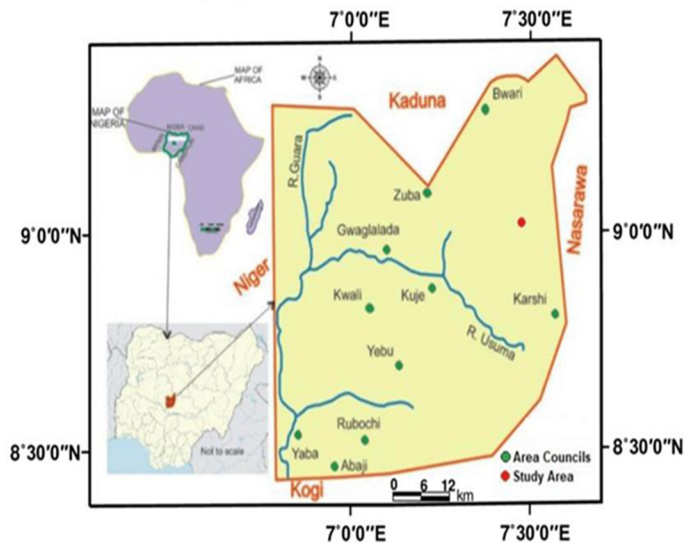 7°0'0"E
7°30'0"E
MAP OF
AFRICA
MAP OF
NIGERIA
Kaduna
Bwari
R.Guara
Zuba
Nasarawa
9°0'0"N
9°0'0"N
Gwaglalada
Niger
Kwali
Kuje
Karshi
R. Usuma
Yebu
Rubochi
Not to scale
8°30'0"N
8°30'0"N
Yaba
Abaji
Area Councils
Study Area
Kogi
0 6 12
km
7°0'0"E
7°30'0"E